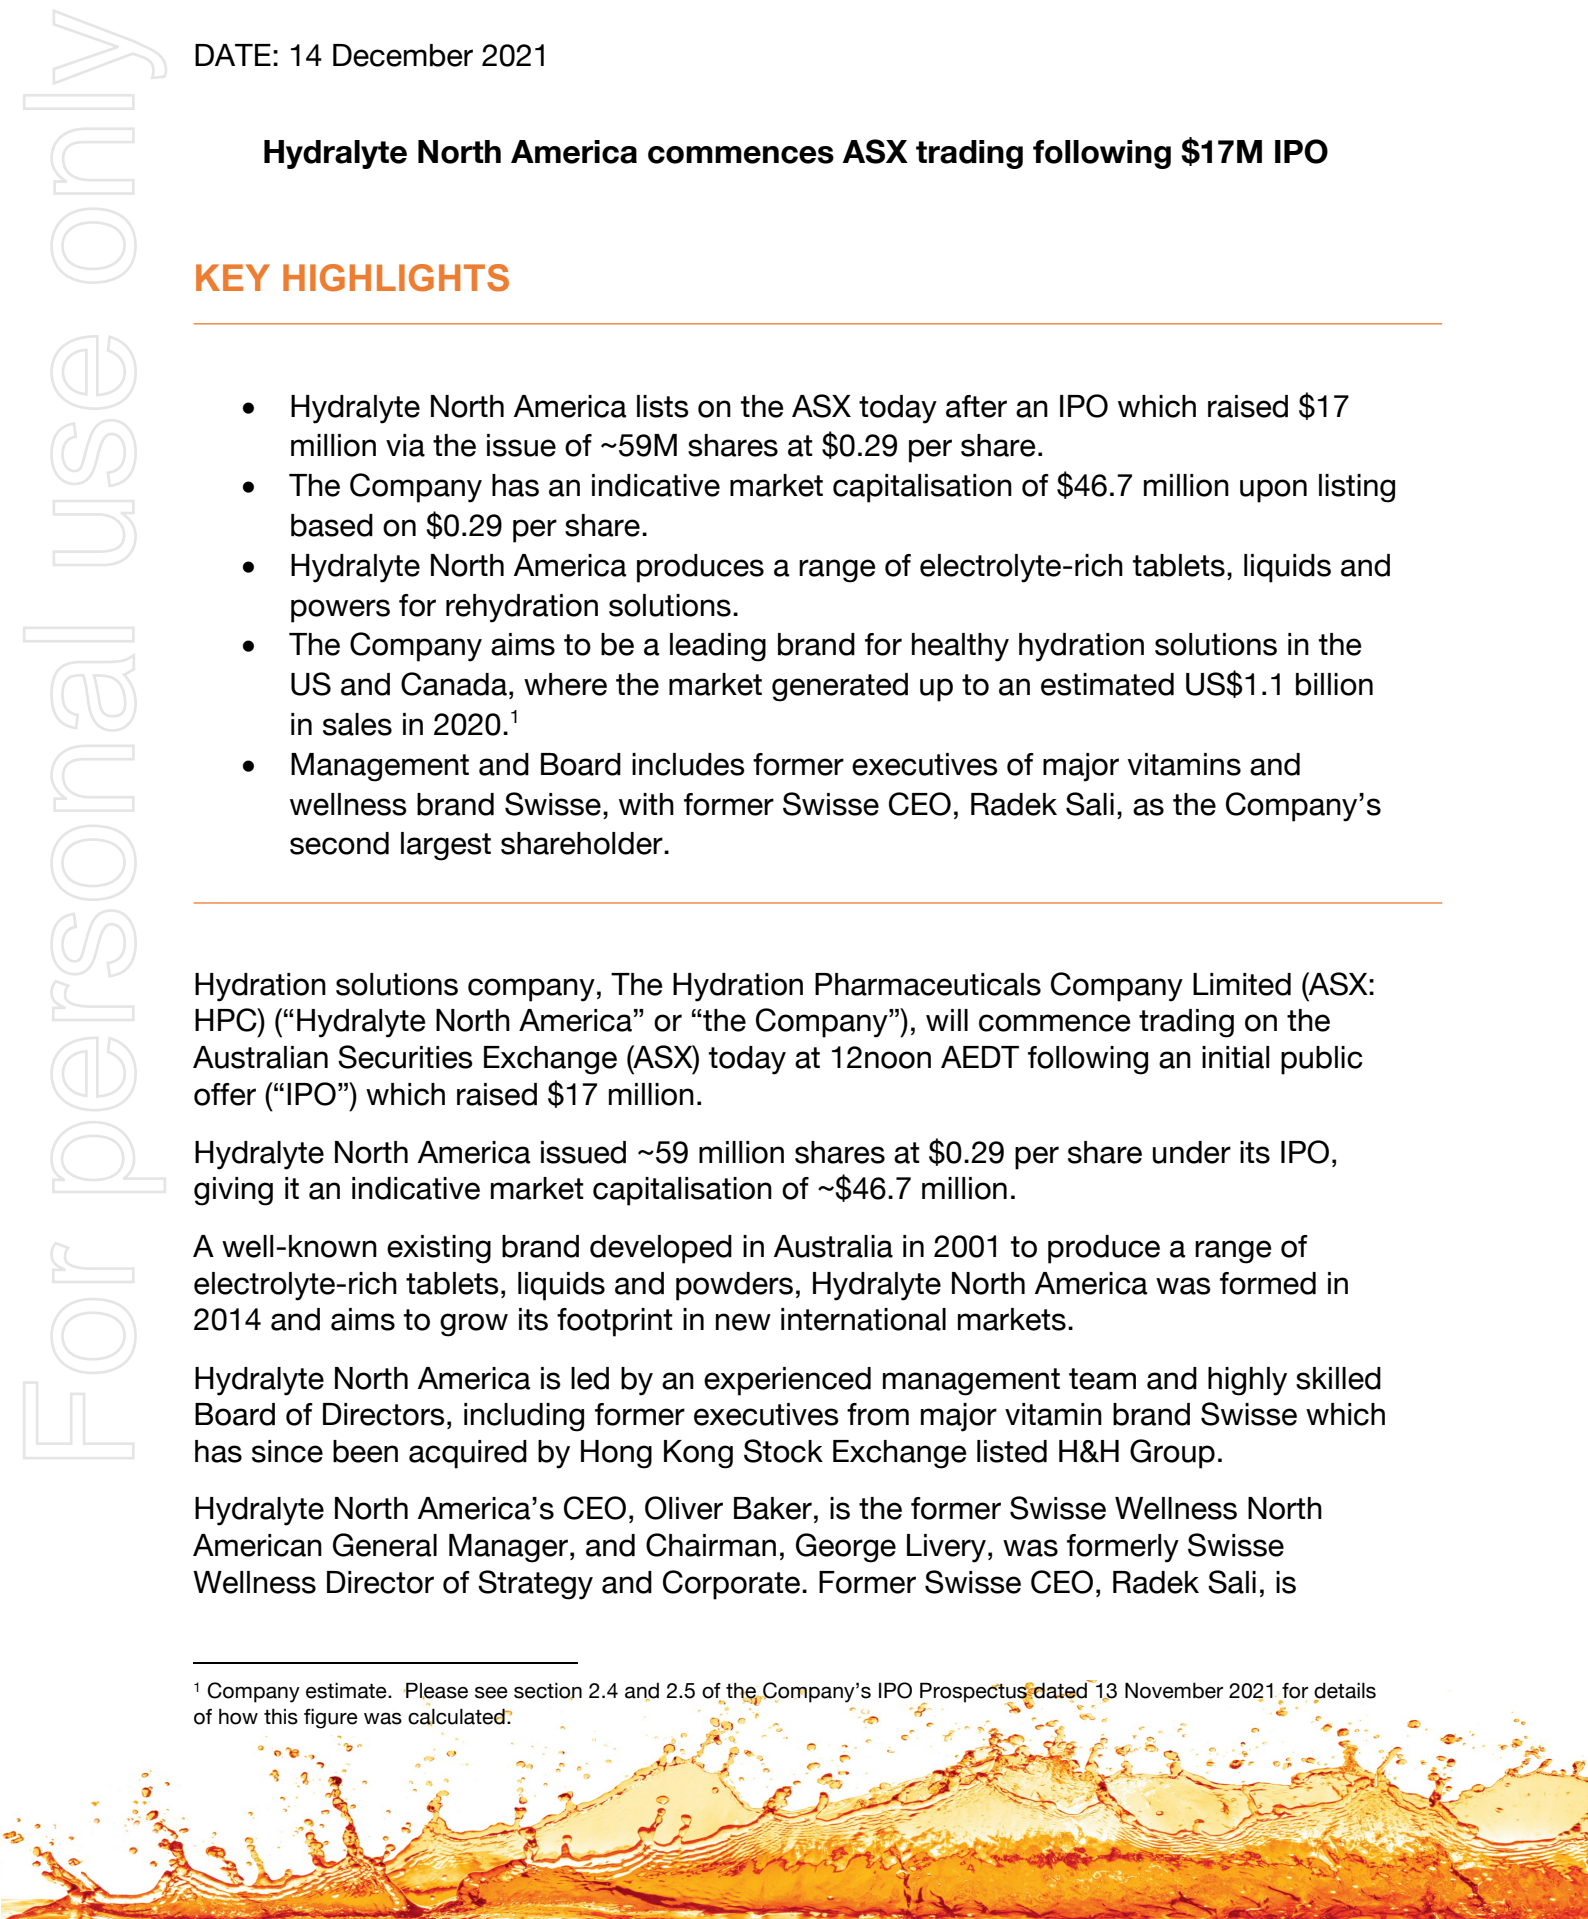 For personal use only
DATE: 14 December 2021
Hydralyte North America commences ASX trading following $17M IPO
KEY HIGHLIGHTS
• Hydralyte North America lists on the ASX today after an IPO which raised $17
million via the issue of ~59M shares at $0.29 per share.
• The Company has an indicative market capitalisation of $46.7 million upon listing
based on $0.29 per share.
• Hydralyte North America produces a range of electrolyte-rich tablets, liquids and
powers for rehydration solutions.
• The Company aims to be a leading brand for healthy hydration solutions in the
US and Canada, where the market generated up to an estimated US$1.1 billion
in sales in 2020.¹
• Management and Board includes former executives of major vitamins and
wellness brand Swisse, with former Swisse CEO, Radek Sali, as the Company’s
second largest shareholder.
Hydration solutions company, The Hydration Pharmaceuticals Company Limited (ASX:
HPC) (“Hydralyte North America” or “the Company”), will commence trading on the
Australian Securities Exchange (ASX) today at 12noon AEDT following an initial public
offer (“IPO”) which raised $17 million.
Hydralyte North America issued ~59 million shares at $0.29 per share under its IPO,
giving it an indicative market capitalisation of ~$46.7 million.
A well-known existing brand developed in Australia in 2001 to produce a range of
electrolyte-rich tablets, liquids and powders, Hydralyte North America was formed in
2014 and aims to grow its footprint in new international markets.
Hydralyte North America is led by an experienced management team and highly skilled
Board of Directors, including former executives from major vitamin brand Swisse which
has since been acquired by Hong Kong Stock Exchange listed H&H Group.
Hydralyte North America’s CEO, Oliver Baker, is the former Swisse Wellness North
American General Manager, and Chairman, George Livery, was formerly Swisse
Wellness Director of Strategy and Corporate. Former Swisse CEO, Radek Sali, is
¹ Company estimate. Please see section 2.4 and 2.5 of the Company’s IPO Prospectus dated 13 November 2021 for details
of how this figure was calculated.